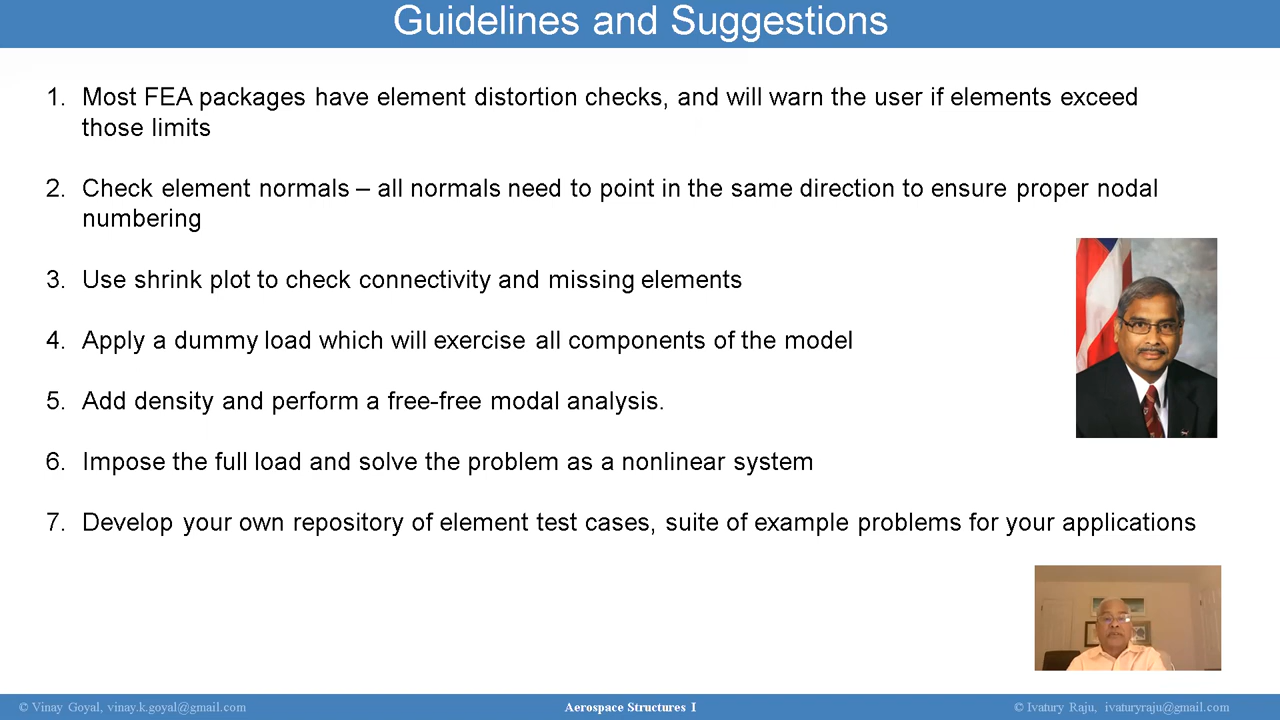 Guidelines and Suggestions
1. Most FEA packages have element distortion checks, and will warn the user if elements exceed
those limits
2. Check element normals – all normals need to point in the same direction to ensure proper nodal
numbering
3. Use shrink plot to check connectivity and missing elements
4. Apply a dummy load which will exercise all components of the model
5. Add density and perform a free-free modal analysis.
6. Impose the full load and solve the problem as a nonlinear system
7. Develop your own repository of element test cases, suite of example problems for your applications
© Vinay Goyal, vinay.k.goyal@gmail.com
Aerospace Structures I
© Ivatury Raju, ivaturyraju@gmail.com